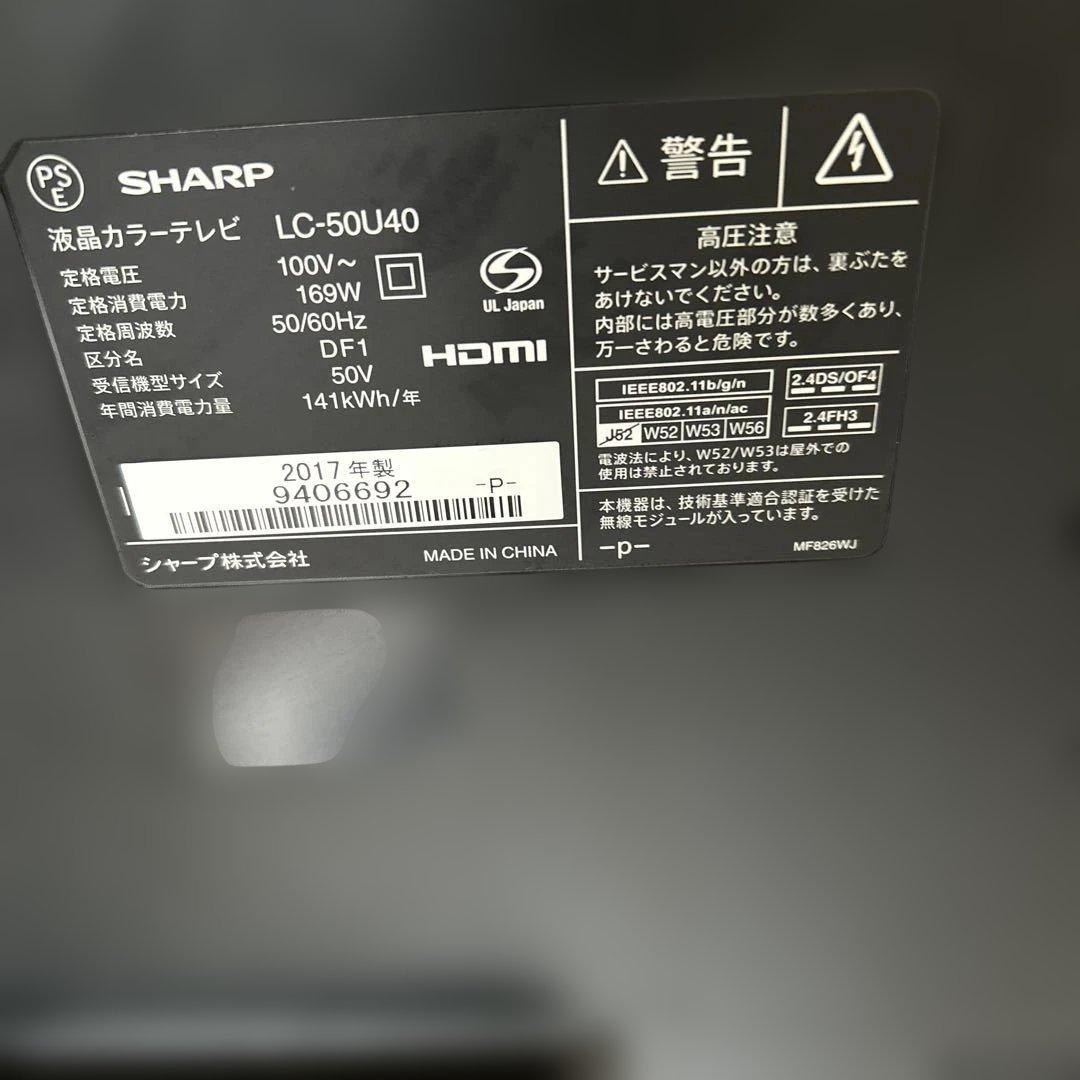 PSE
SHARP
液晶カラーテレビ LC-50U40
定格電圧 100V～
定格消費電力 169W
定格周波数 50/60Hz
区分名 DF1
受信機型サイズ 50V
年間消費電力量 141kWh/年
UL Japan
HDMI
2017年製
9406692 -P-
シャープ株式会社 MADE IN CHINA
警告
高圧注意
サービスマン以外の方は、裏ぶたを
あけないでください。
内部には高電圧部分が数多くあり、
万一さわると危険です。
IEEE802.11b/g/n
IEEE802.11a/n/ac
J52 W52 W53 W56
2.4DS/OF4
2.4FH3
電波法により、W52/W53は屋外での
使用は禁止されております。
本機器は、技術基準適合認証を受けた
無線モジュールが入っています。
-p- MF826WJ